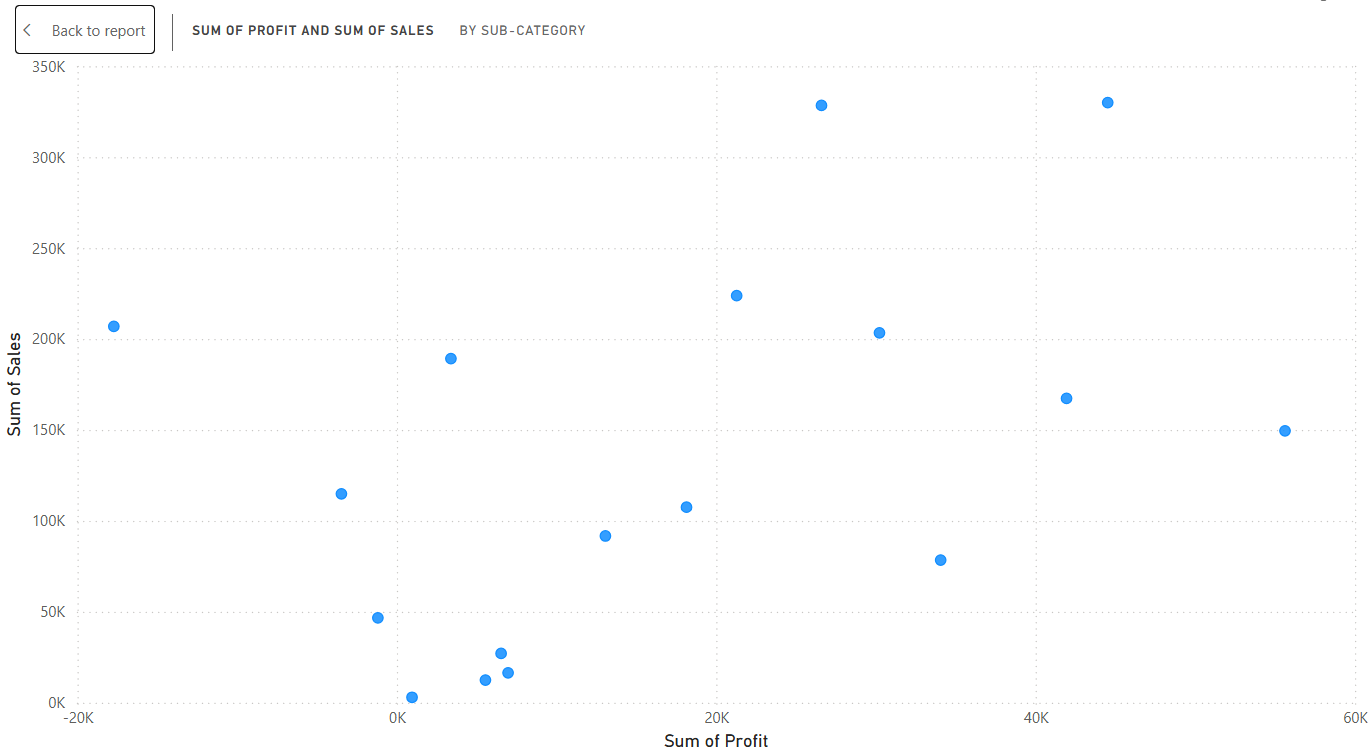 Back to report
SUM OF PROFIT AND SUM OF SALES BY SUB-CATEGORY
350K
300K
250K
200K
150K
100K
50K
0K
Sum of Sales
-20K 0K 20K 40K 60K
Sum of Profit